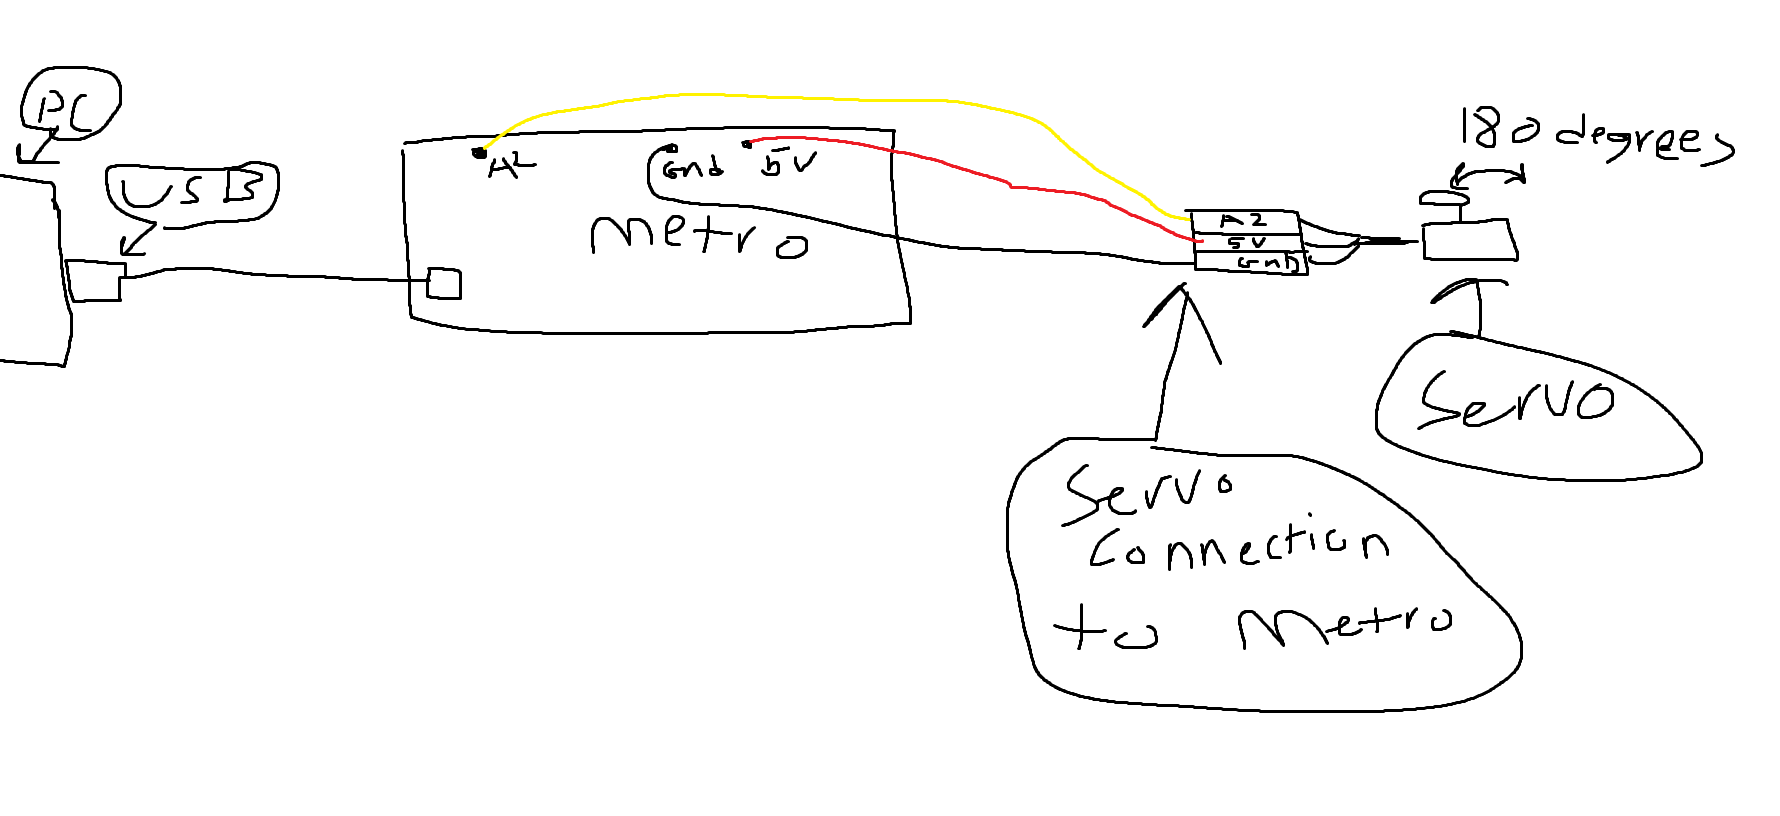 PC
USB
A2
Gnd 5V
Metro
A2
5V
GnD
180 degrees
Servo
Servo
Connection
to Metro